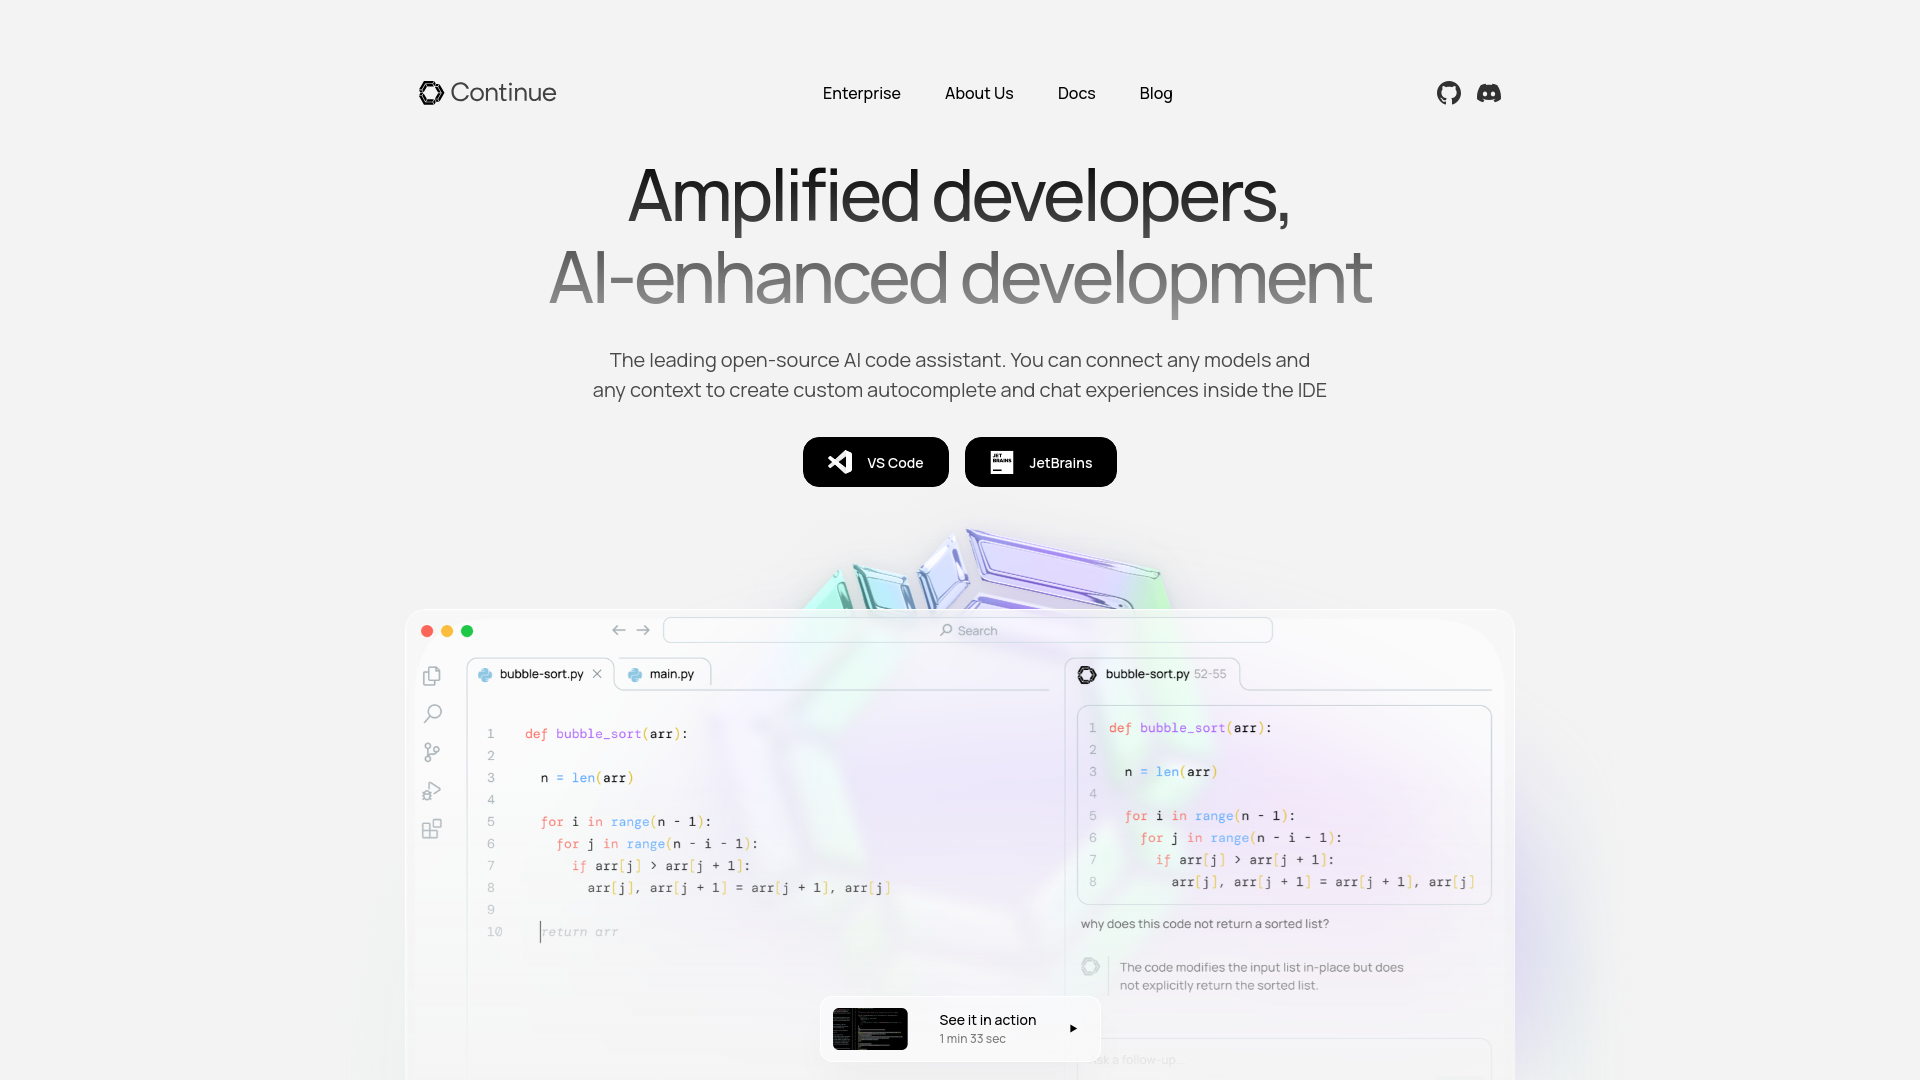 Continue
Enterprise
About Us
Docs
Blog
Amplified developers,
AI-enhanced development
The leading open-source AI code assistant. You can connect any models and
any context to create custom autocomplete and chat experiences inside the IDE
VS Code
JET BRAINS
JetBrains
Search
bubble-sort.py
main.py
1 def bubble_sort(arr):
2
3 n = len(arr)
4
5 for i in range(n - 1):
6 for j in range(n - i - 1):
7 if arr[j] > arr[j + 1]:
8 arr[j], arr[j + 1] = arr[j + 1], arr[j]
9
10 return arr
bubble-sort.py 52-55
1 def bubble_sort(arr):
2
3 n = len(arr)
4
5 for i in range(n - 1):
6 for j in range(n - i - 1):
7 if arr[j] > arr[j + 1]:
8 arr[j], arr[j + 1] = arr[j + 1], arr[j]
why does this code not return a sorted list?
The code modifies the input list in-place but does
not explicitly return the sorted list.
Ask a follow-up...
See it in action
1 min 33 sec